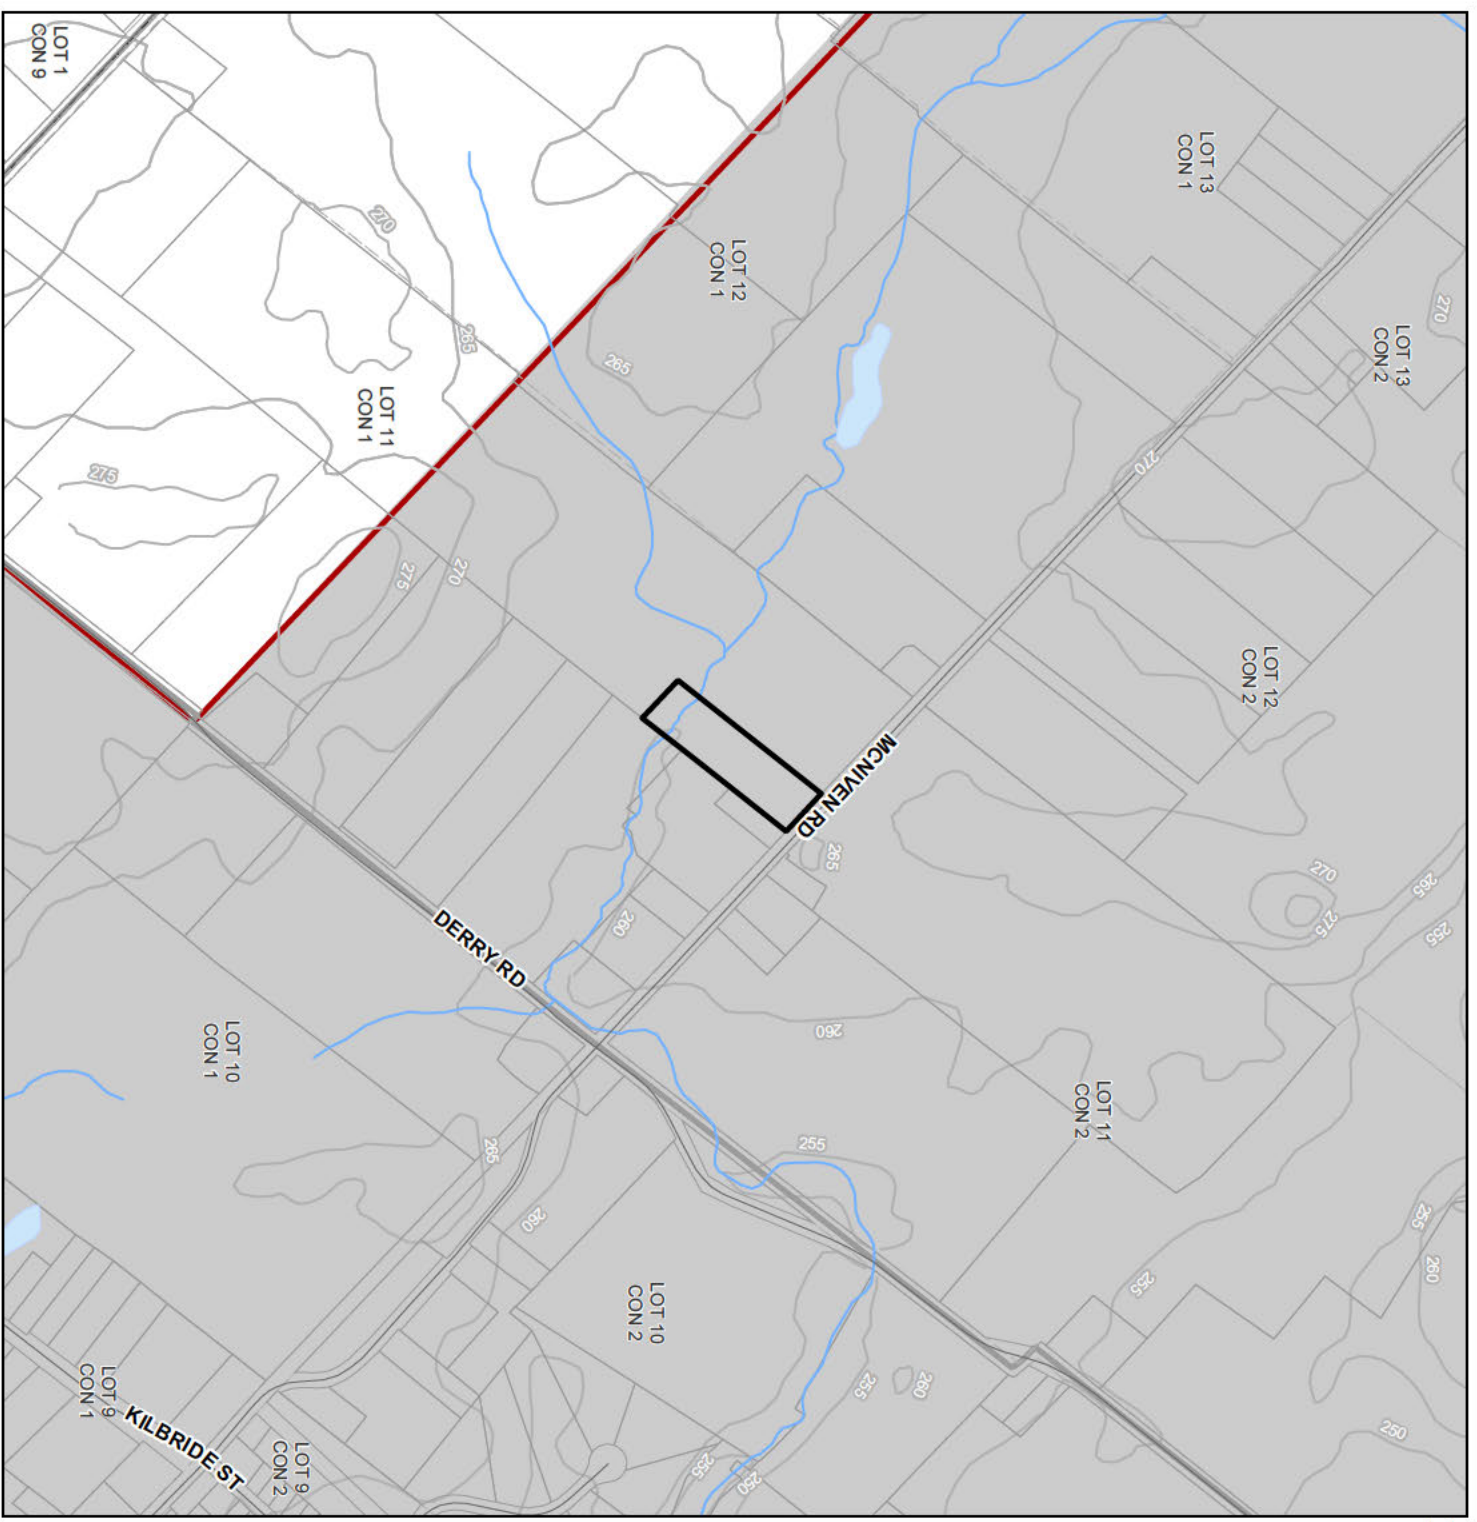 LOT 1
CON 9
LOT 13
CON 1
270
LOT 12
CON 1
270
265
LOT 13
CON 2
265
LOT 11
CON 1
270
275
275
270
LOT 12
CON 2
MCNIVEN RD
265
270
265
275
255
260
DERRY RD
260
LOT 10
CON 1
LOT 11
CON 2
265
255
260
255
260
255
LOT 10
CON 2
LOT 9
CON 1
255
260
KILBRIDE ST
250
LOT 9
CON 2
255
250